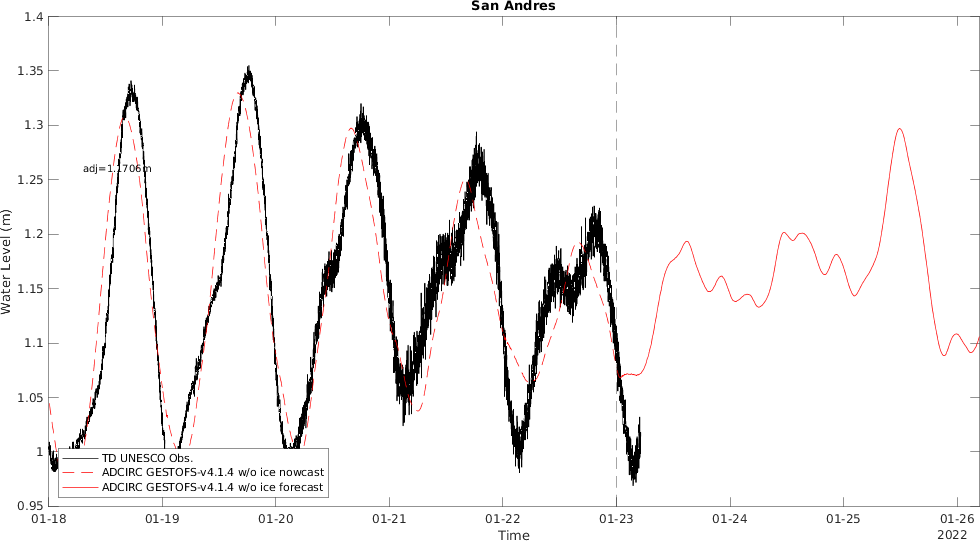 San Andres
1.4
1.35
1.3
1.25
1.2
1.15
1.1
1.05
1
0.95
Water Level (m)
adj=1.1706m
TD UNESCO Obs.
ADCIRC GESTOFS-v4.1.4 w/o ice nowcast
ADCIRC GESTOFS-v4.1.4 w/o ice forecast
01-18 01-19 01-20 01-21 01-22 01-23 01-24 01-25 01-26
Time
2022